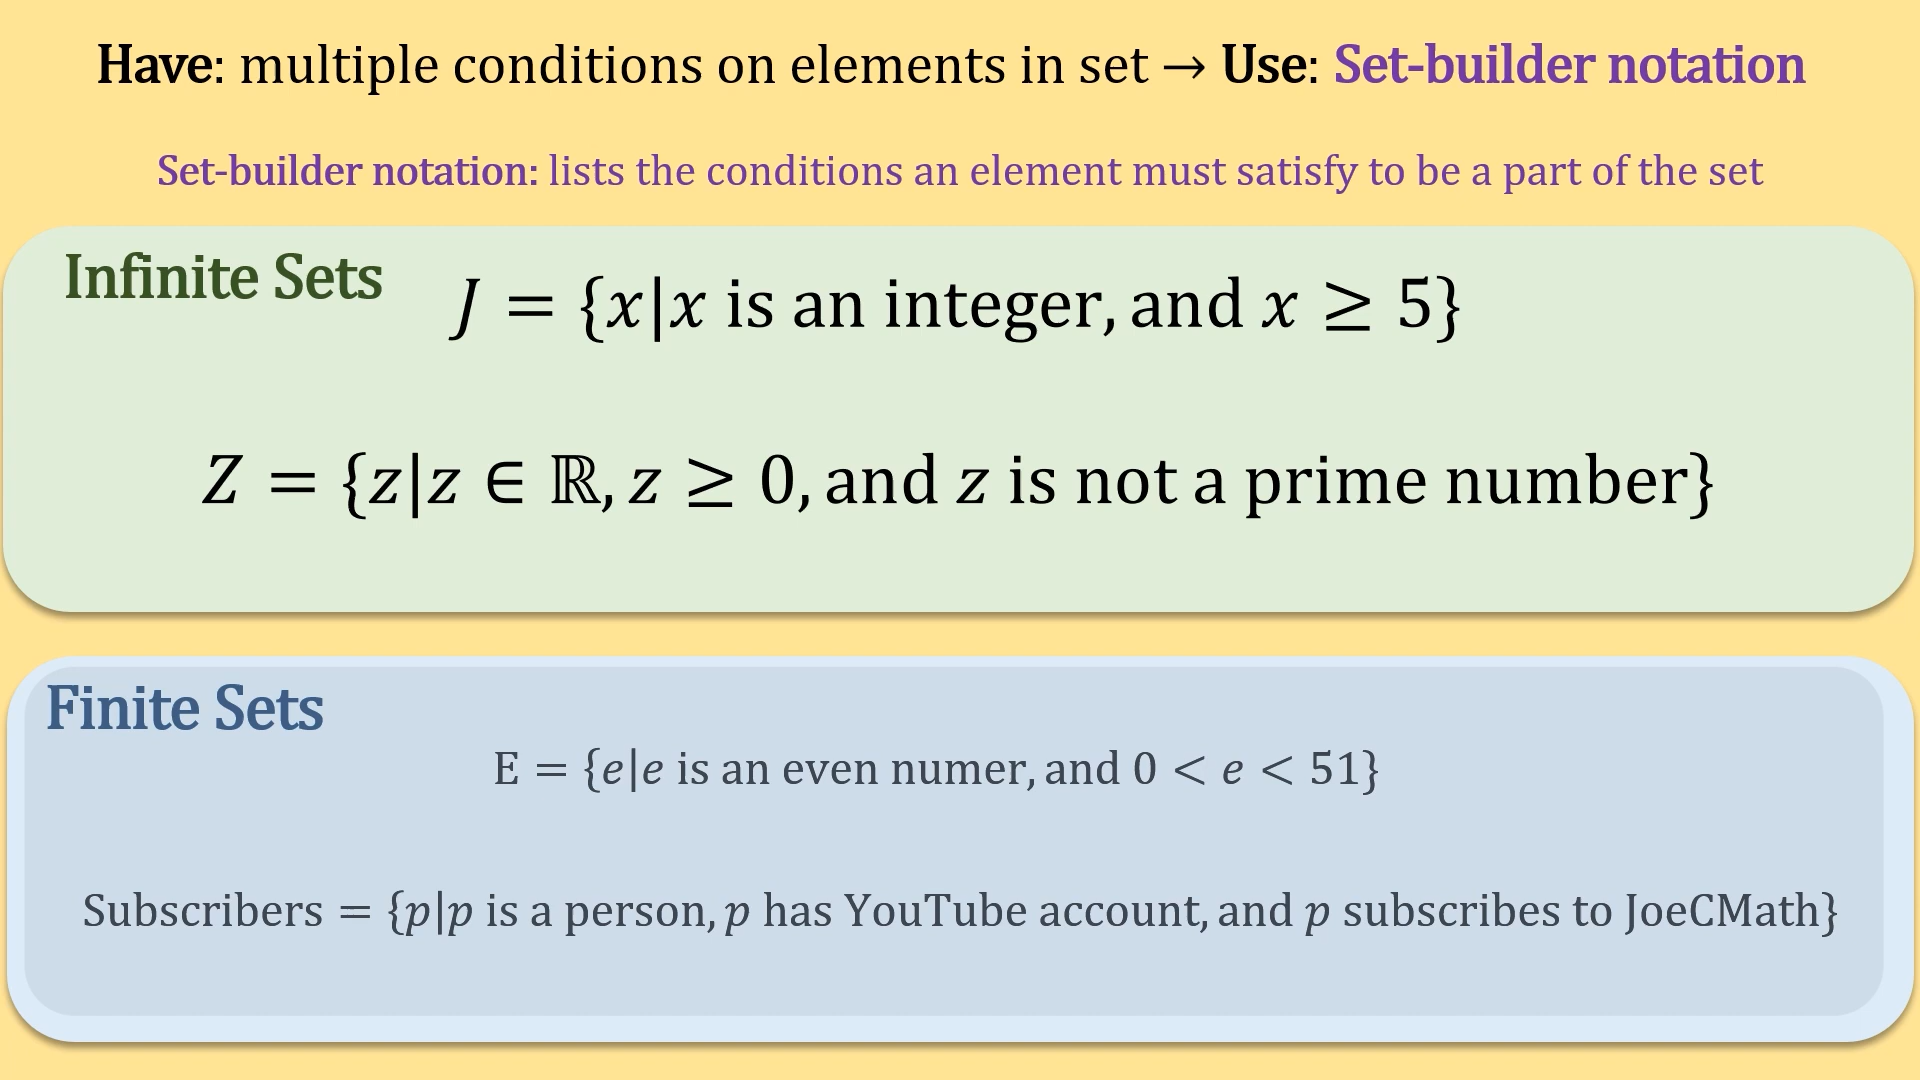 Have: multiple conditions on elements in set → Use: Set-builder notation
Set-builder notation: lists the conditions an element must satisfy to be a part of the set
Infinite Sets
J = {x|x is an integer, and x ≥ 5}
Z = {z|z ∈ ℝ, z ≥ 0, and z is not a prime number}
Finite Sets
E = {e|e is an even numer, and 0 < e < 51}
Subscribers = {p|p is a person, p has YouTube account, and p subscribes to JoeCMath}